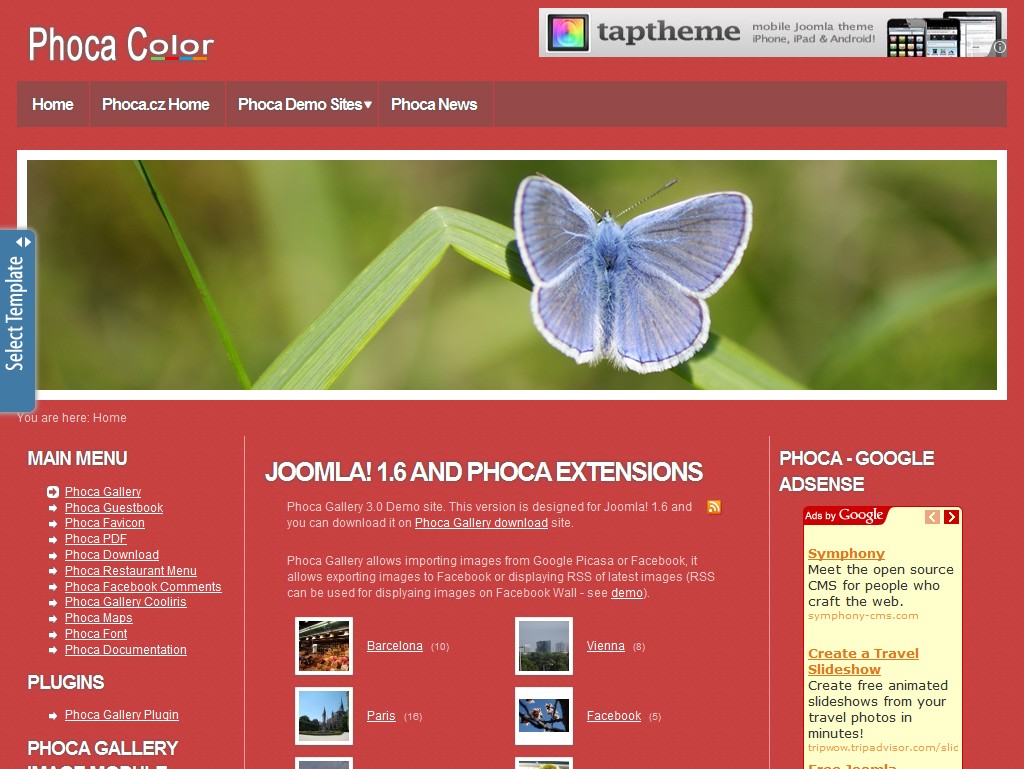 Phoca Color
taptheme
mobile Joomla theme
iPhone, iPad & Android!
Home
Phoca.cz Home
Phoca Demo Sites
Phoca News
Select Template
You are here: Home
MAIN MENU
Phoca Gallery
Phoca Guestbook
Phoca Favicon
Phoca PDF
Phoca Download
Phoca Restaurant Menu
Phoca Facebook Comments
Phoca Gallery Cooliris
Phoca Maps
Phoca Font
Phoca Documentation
PLUGINS
Phoca Gallery Plugin
PHOCA GALLERY
IMAGE MODULE
JOOMLA! 1.6 AND PHOCA EXTENSIONS
Phoca Gallery 3.0 Demo site. This version is designed for Joomla! 1.6 and
you can download it on Phoca Gallery download site.
Phoca Gallery allows importing images from Google Picasa or Facebook, it
allows exporting images to Facebook or displaying RSS of latest images (RSS
can be used for displyaing images on Facebook Wall - see demo).
Barcelona (10)
Vienna (8)
Paris (16)
Facebook (5)
PHOCA - GOOGLE
ADSENSE
Ads by Google
Symphony
Meet the open source
CMS for people who
craft the web.
symphony-cms.com
Create a Travel
Slideshow
Create free animated
slideshows from your
travel photos in
minutes!
tripwow.tripadvisor.com/slic
Free Joomla